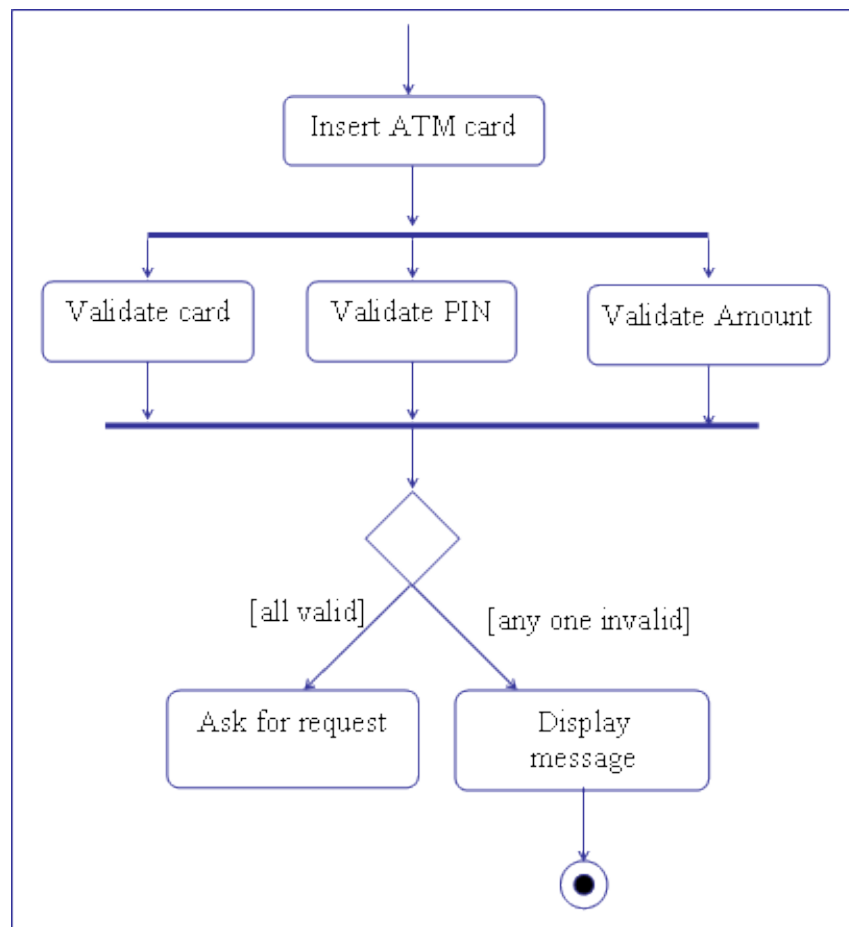 Insert ATM card
Validate card
Validate PIN
Validate Amount
[all valid]
[any one invalid]
Ask for request
Display
message